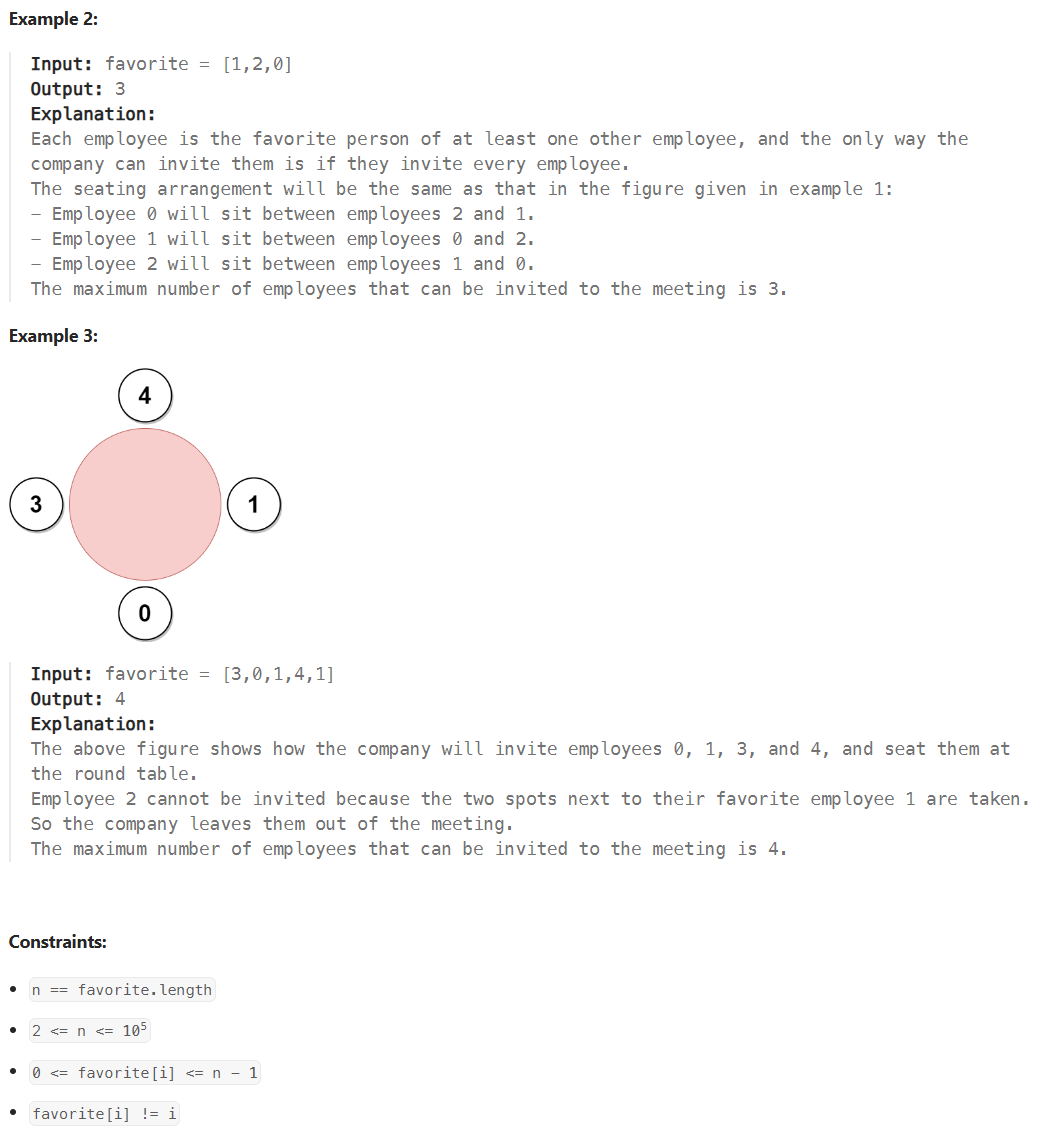 Example 2:
Input: favorite = [1,2,0]
Output: 3
Explanation:
Each employee is the favorite person of at least one other employee, and the only way the
company can invite them is if they invite every employee.
The seating arrangement will be the same as that in the figure given in example 1:
- Employee 0 will sit between employees 2 and 1.
- Employee 1 will sit between employees 0 and 2.
- Employee 2 will sit between employees 1 and 0.
The maximum number of employees that can be invited to the meeting is 3.
Example 3:
4
3 1
0
Input: favorite = [3,0,1,4,1]
Output: 4
Explanation:
The above figure shows how the company will invite employees 0, 1, 3, and 4, and seat them at
the round table.
Employee 2 cannot be invited because the two spots next to their favorite employee 1 are taken.
So the company leaves them out of the meeting.
The maximum number of employees that can be invited to the meeting is 4.
Constraints:
• n == favorite.length
• 2 <= n <= 10⁵
• 0 <= favorite[i] <= n - 1
• favorite[i] != i